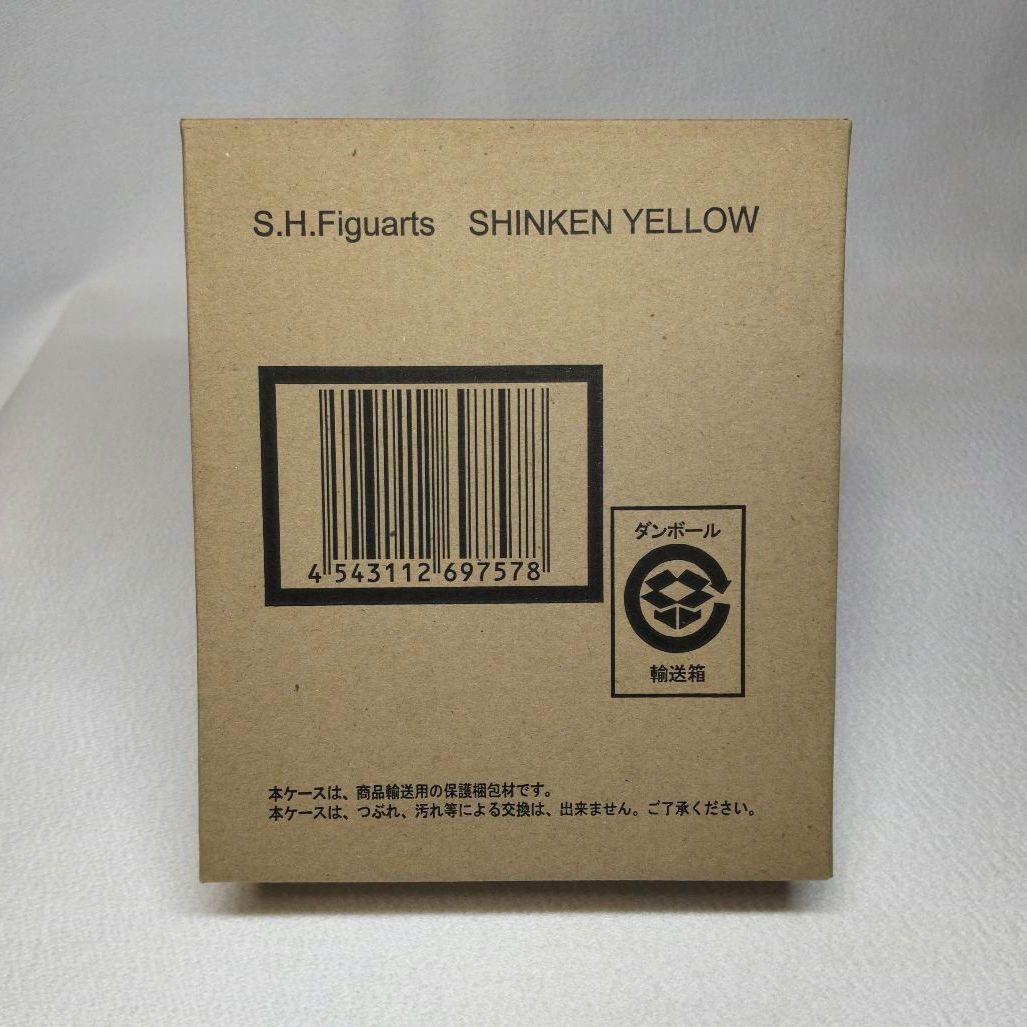 S.H.Figuarts SHINKEN YELLOW
4 543112 697578
ダンボール
輸送箱
本ケースは、商品輸送用の保護梱包材です。
本ケースは、つぶれ、汚れ等による交換は、出来ません。ご了承ください。